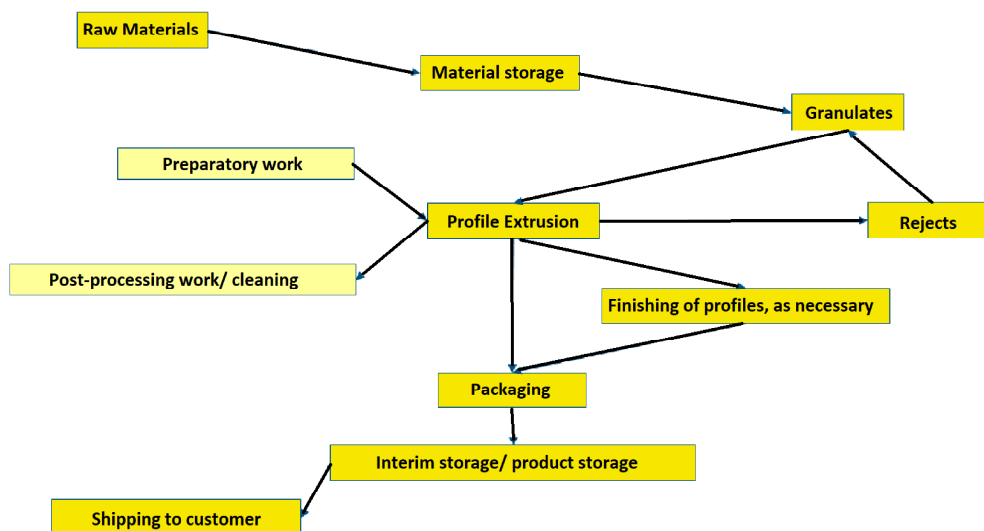 Raw Materials
Material storage
Granulates
Preparatory work
Profile Extrusion
Rejects
Post-processing work/ cleaning
Finishing of profiles, as necessary
Packaging
Interim storage/ product storage
Shipping to customer